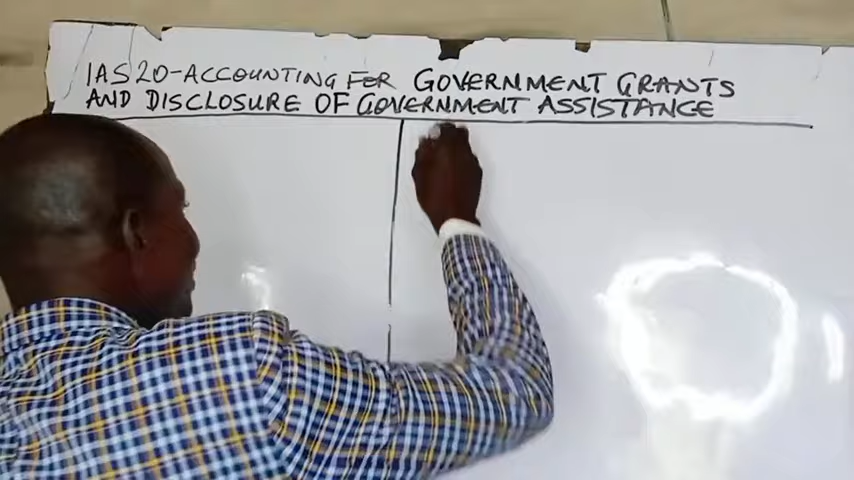 IAS 20-ACCOUNTING FOR GOVERNMENT GRANTS
AND DISCLOSURE OF GOVERNMENT ASSISTANCE